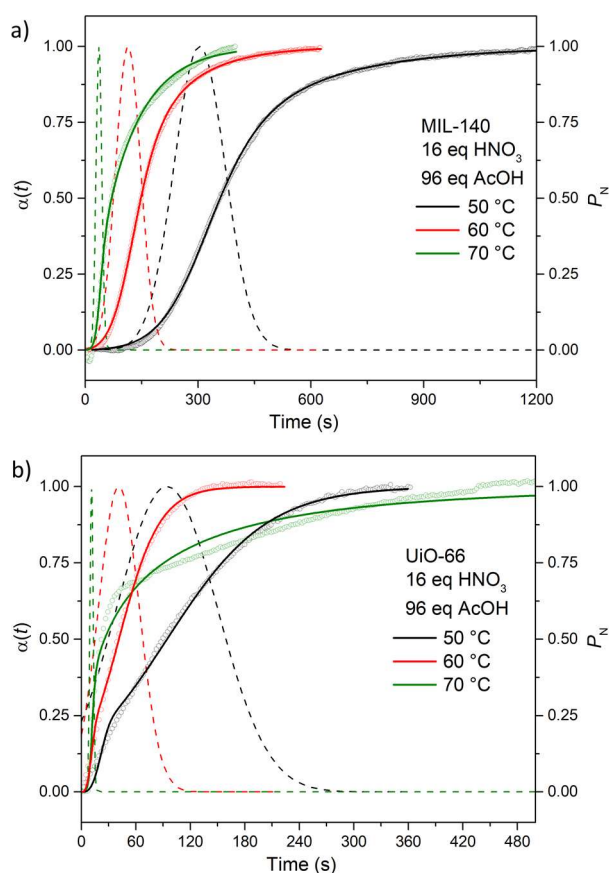 a)
1.00
0.75
0.50
0.25
0.00
α(t)
1.00
0.75
0.50
0.25
0.00
P_N
MIL-140
16 eq HNO₃
96 eq AcOH
50 °C
60 °C
70 °C
0 300 600 900 1200
Time (s)
b)
1.00
0.75
0.50
0.25
0.00
α(t)
1.00
0.75
0.50
0.25
0.00
P_N
UiO-66
16 eq HNO₃
96 eq AcOH
50 °C
60 °C
70 °C
0 60 120 180 240 300 360 420 480
Time (s)